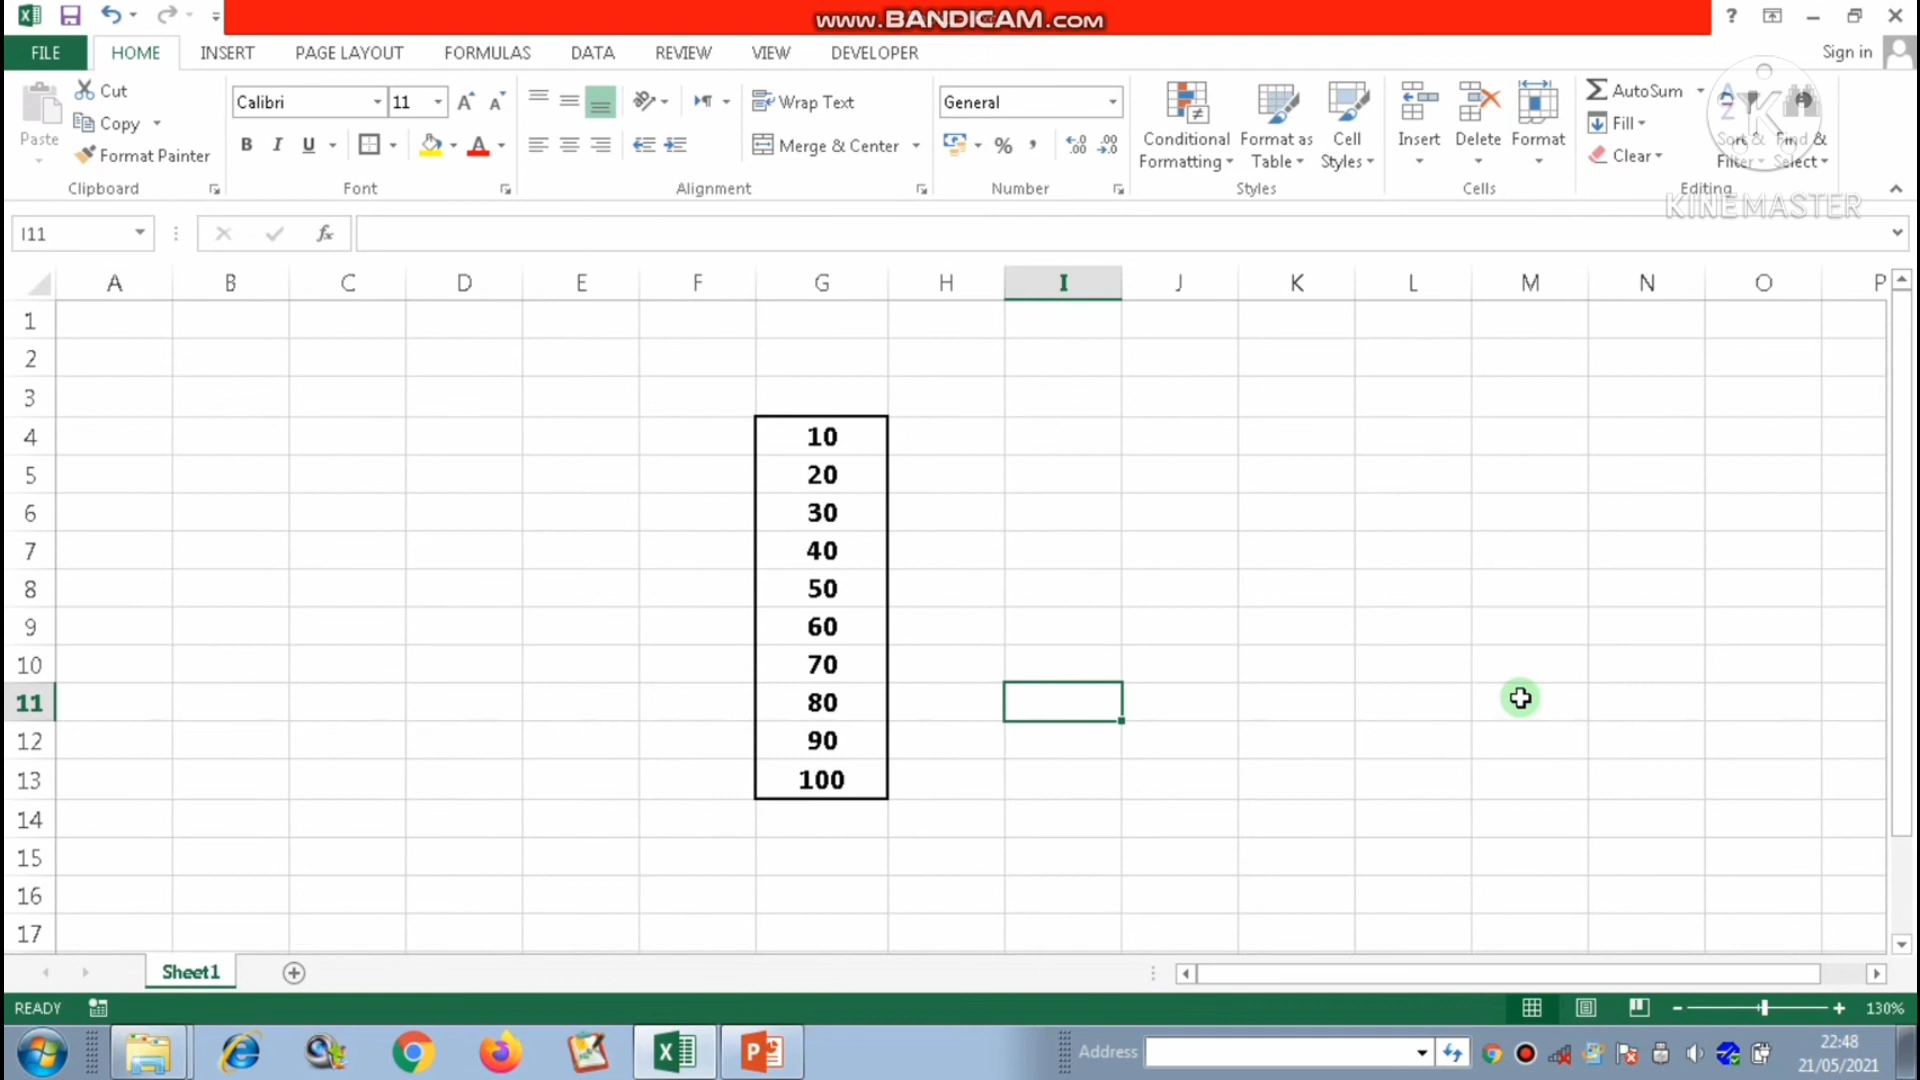 www.BANDICAM.com
FILE HOME INSERT PAGE LAYOUT FORMULAS DATA REVIEW VIEW DEVELOPER Sign in
Paste
Cut
Copy
Format Painter
Clipboard
Calibri 11
B I U A
Font
Wrap Text
Merge & Center
Alignment
General
% ,
Number
Conditional Formatting
Format as Table
Cell Styles
Styles
Insert
Delete
Format
Cells
AutoSum
Fill
Clear
Sort & Filter
Find & Select
Editing
KINEMASTER
I11 fx
A B C D E F G H I J K L M N O P
1
2
3
4 10
5 20
6 30
7 40
8 50
9 60
10 70
11 80
12 90
13 100
14
15
16
17
Sheet1
READY 130%
Address
22:48
21/05/2021